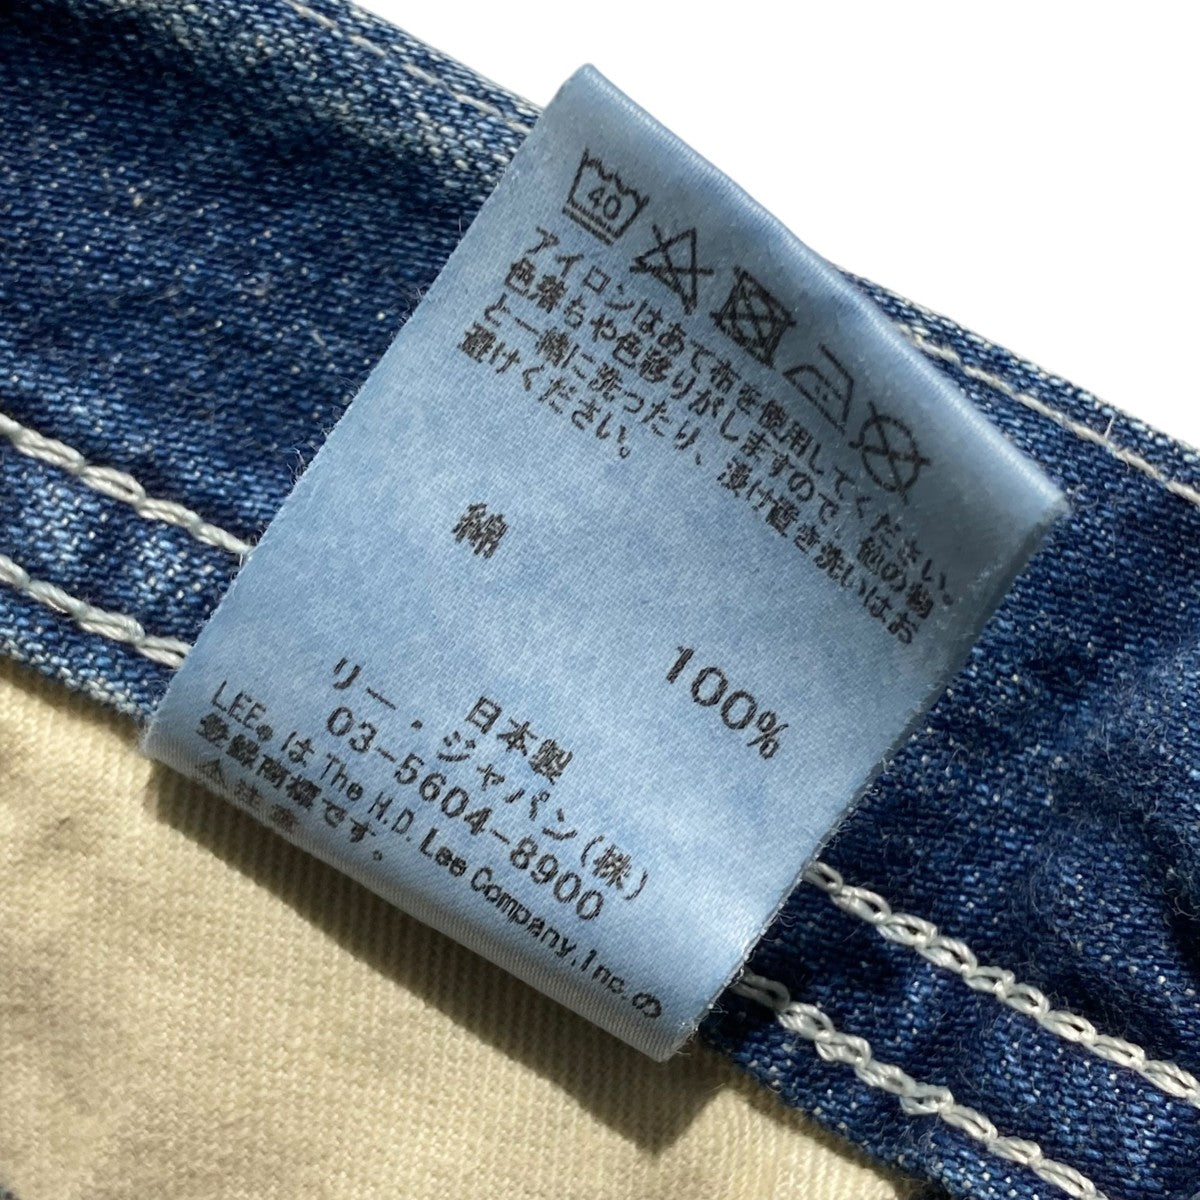 40
アイロンはあて布を使用してください。
色落ちや色移りがしますので、他の物
と一緒に洗ったり、浸け置き洗いはお
避けください。
綿 100%
日本製
リー・ジャパン(株)
03-5604-8900
LEE®はThe H.D. Lee Company, Inc.の
登録商標です。